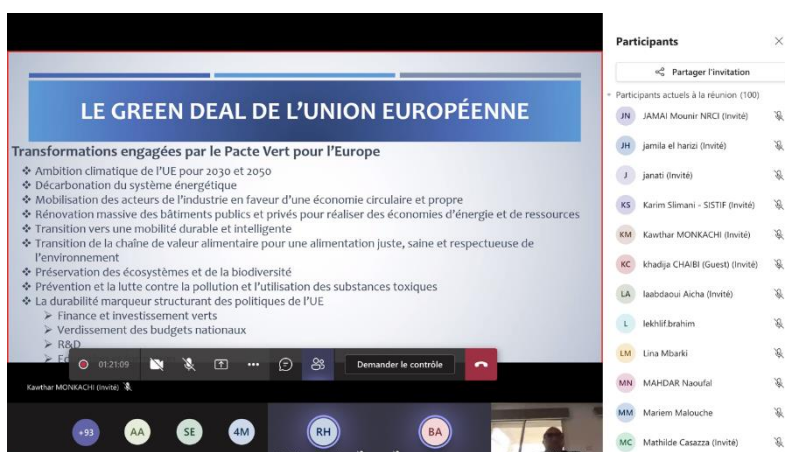 LE GREEN DEAL DE L'UNION EUROPÉENNE
Transformations engagées par le Pacte Vert pour l'Europe
❖ Ambition climatique de l'UE pour 2030 et 2050
❖ Décarbonation du système énergétique
❖ Mobilisation des acteurs de l'industrie en faveur d'une économie circulaire et propre
❖ Rénovation massive des bâtiments publics et privés pour réaliser des économies d'énergie et de ressources
❖ Transition vers une mobilité durable et intelligente
❖ Transition de la chaîne de valeur alimentaire pour une alimentation juste, saine et respectueuse de
l'environnement
❖ Préservation des écosystèmes et de la biodiversité
❖ Prévention et la lutte contre la pollution et l'utilisation des substances toxiques
❖ La durabilité marqueur structurant des politiques de l'UE
➢ Finance et investissement verts
➢ Verdissement des budgets nationaux
➢ R&D
01:21:09
Demander le contrôle
Kawthar MONKACHI (Invité)
+93
AA
SE
4M
RH
BA
Participants
Partager l'invitation
Participants actuels à la réunion (100)
JN JAMAI Mounir NRCI (Invité)
JH jamila el harizi (Invité)
J janati (Invité)
KS Karim Slimani - SISTIF (Invité)
KM Kawthar MONKACHI (Invité)
KC khadija CHAIBI (Guest) (Invité)
LA laabdaoui Aicha (Invité)
L lekhlif.brahim
LM Lina Mbarki
MN MAHDAR Naoufal
MM Mariem Malouche
MC Mathilde Casazza (Invité)